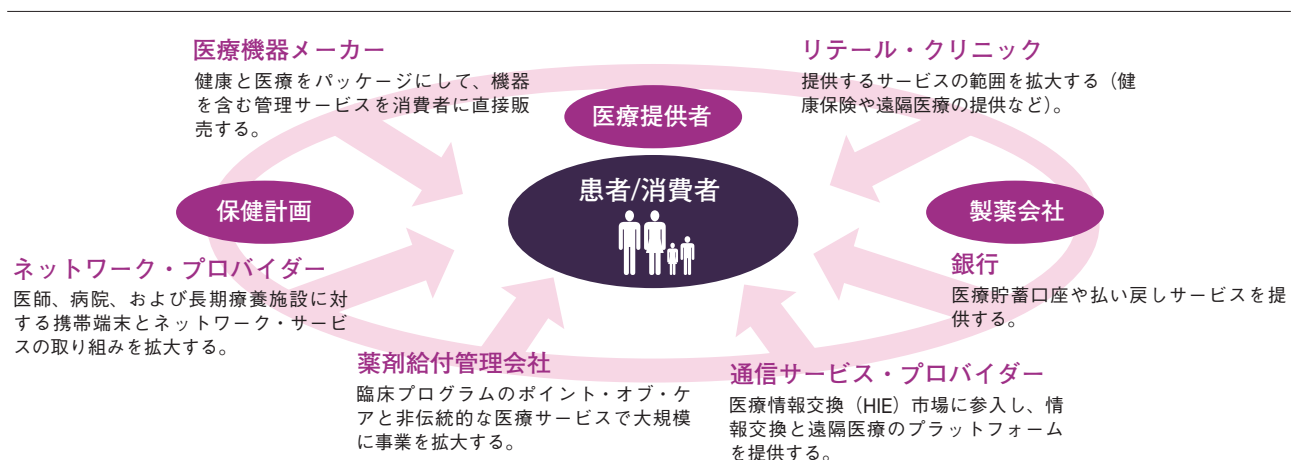 医療機器メーカー
健康と医療をパッケージにして、機器
を含む管理サービスを消費者に直接販
売する。
リテール・クリニック
提供するサービスの範囲を拡大する（健
康保険や遠隔医療の提供など）。
医療提供者
患者/消費者
保健計画
製薬会社
ネットワーク・プロバイダー
医師、病院、および長期療養施設に対
する携帯端末とネットワーク・サービ
スの取り組みを拡大する。
銀行
医療貯蓄口座や払い戻しサービスを提
供する。
薬剤給付管理会社
臨床プログラムのポイント・オブ・ケ
アと非伝統的な医療サービスで大規模
に事業を拡大する。
通信サービス・プロバイダー
医療情報交換（HIE）市場に参入し、情
報交換と遠隔医療のプラットフォーム
を提供する。